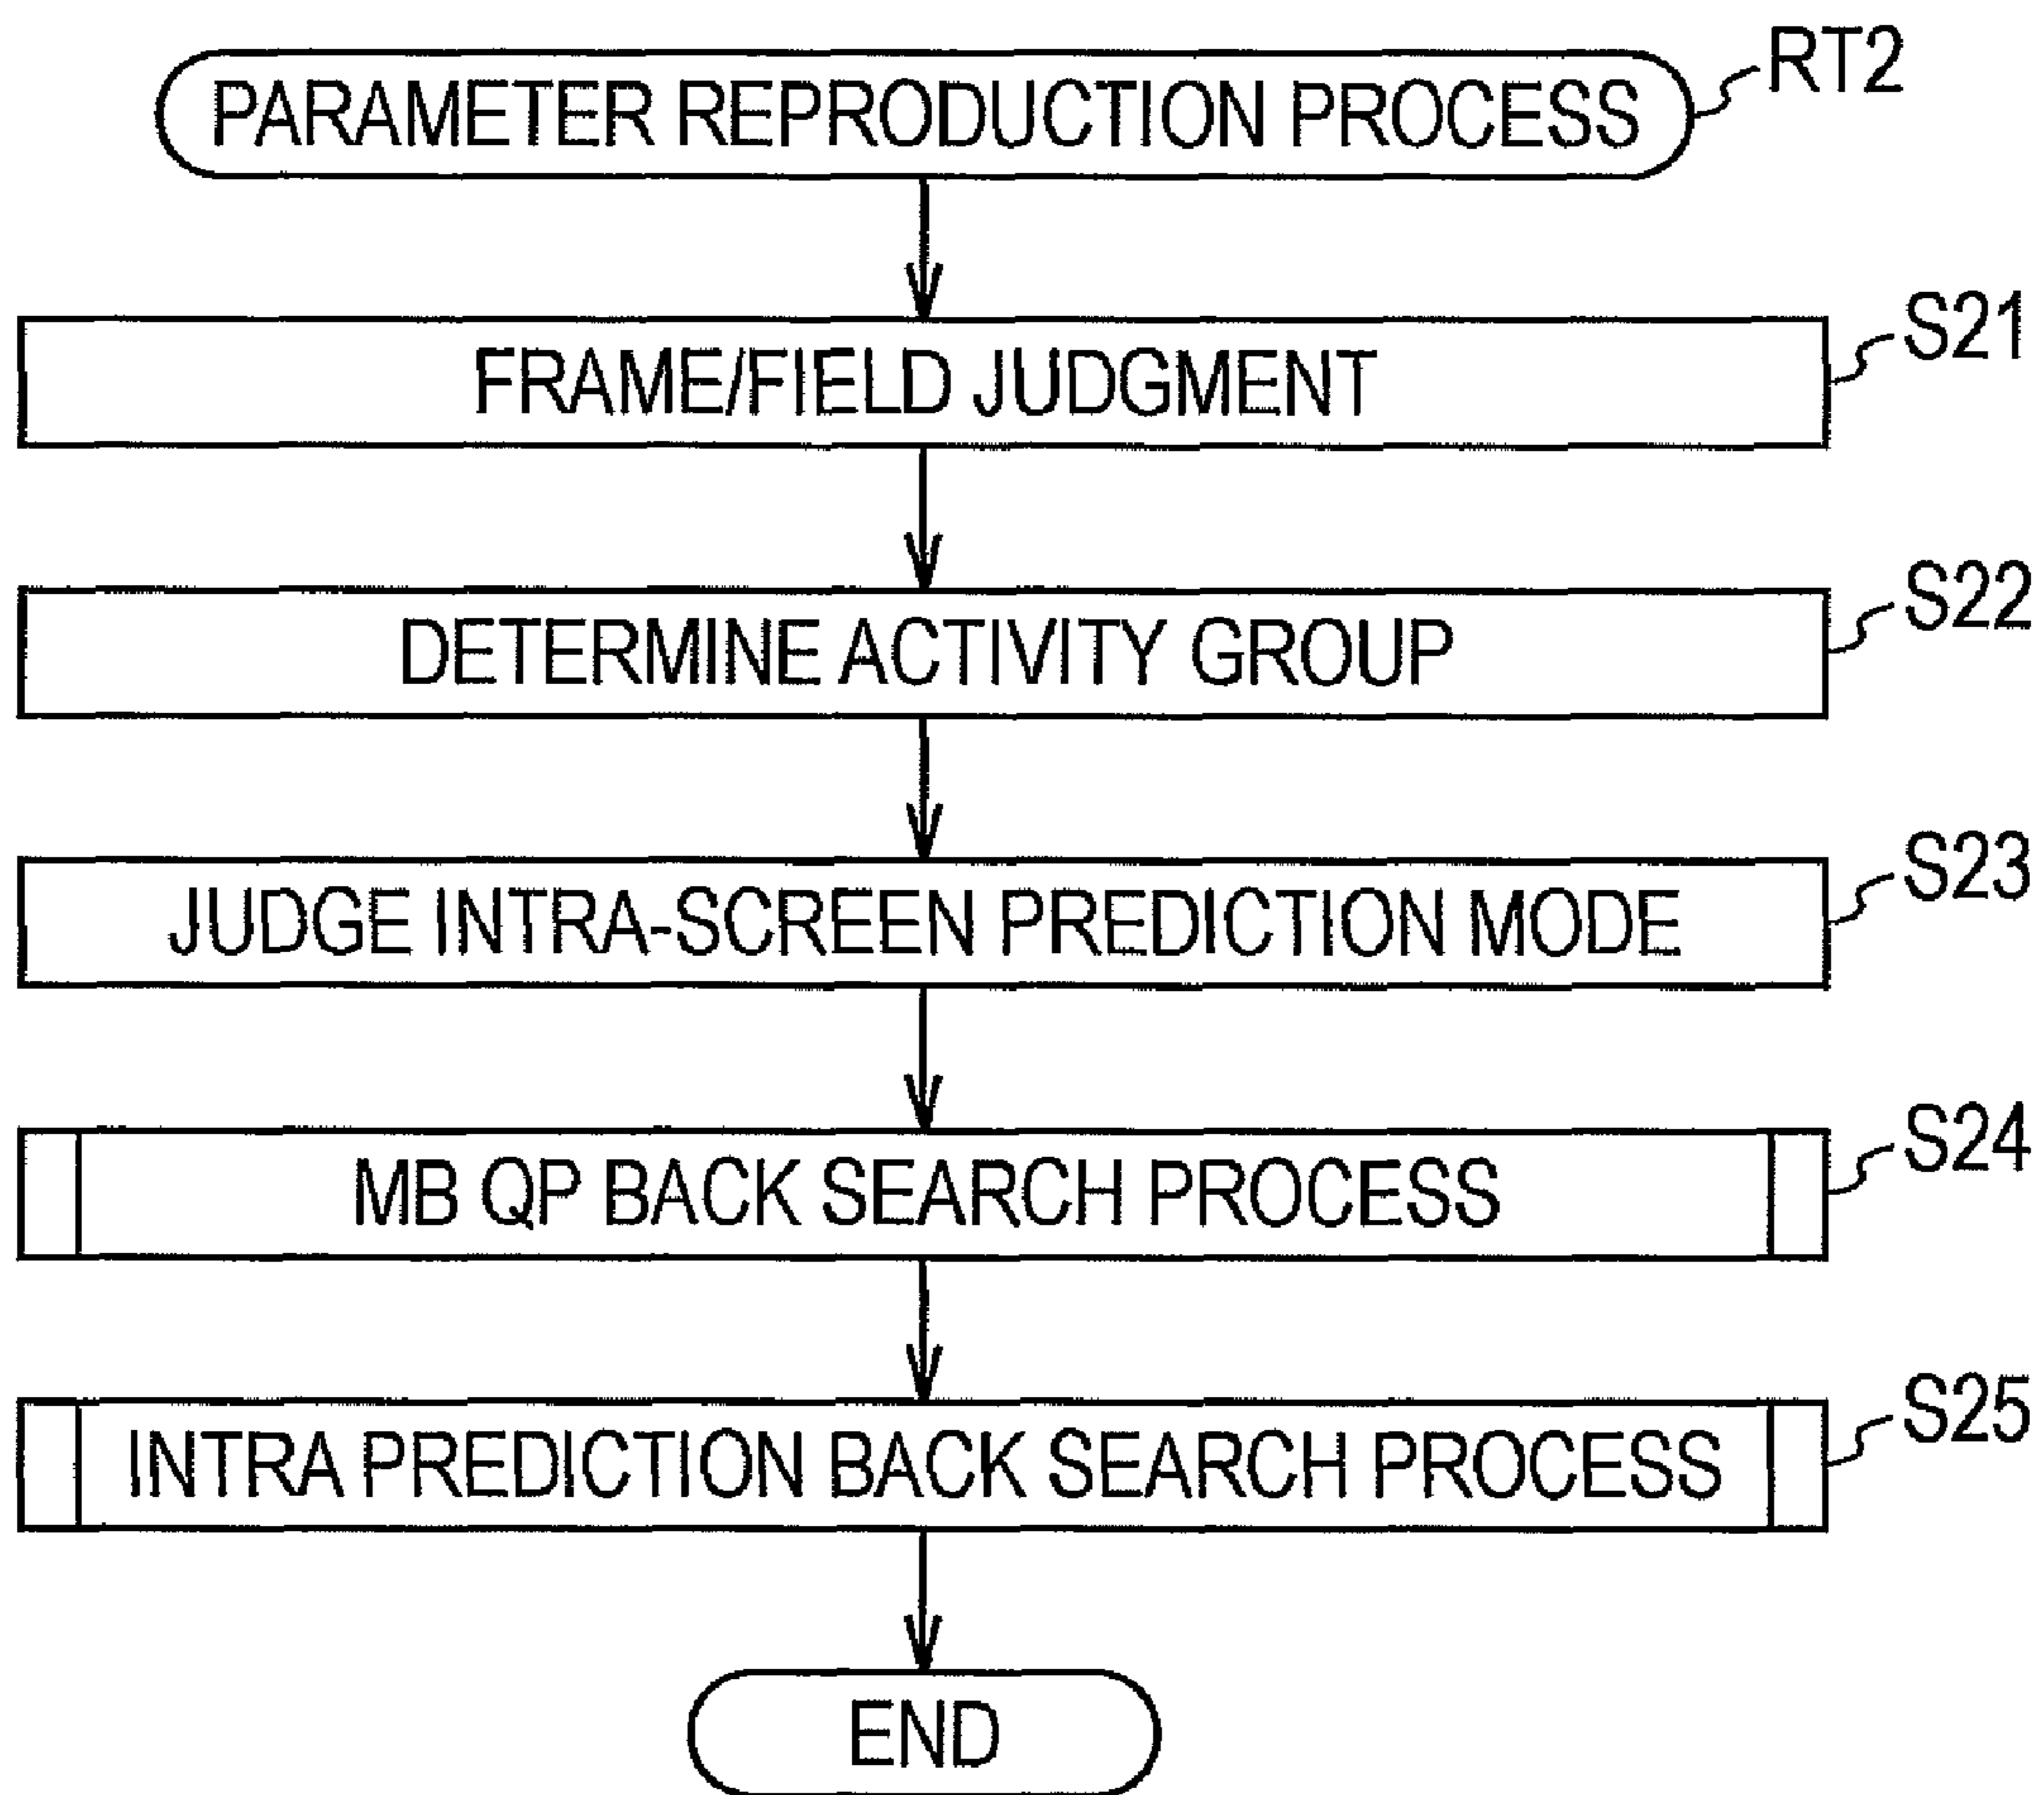 PARAMETER REPRODUCTION PROCESS
RT2
FRAME/FIELD JUDGMENT
S21
DETERMINE ACTIVITY GROUP
S22
JUDGE INTRA-SCREEN PREDICTION MODE
S23
MB QP BACK SEARCH PROCESS
S24
INTRA PREDICTION BACK SEARCH PROCESS
S25
END